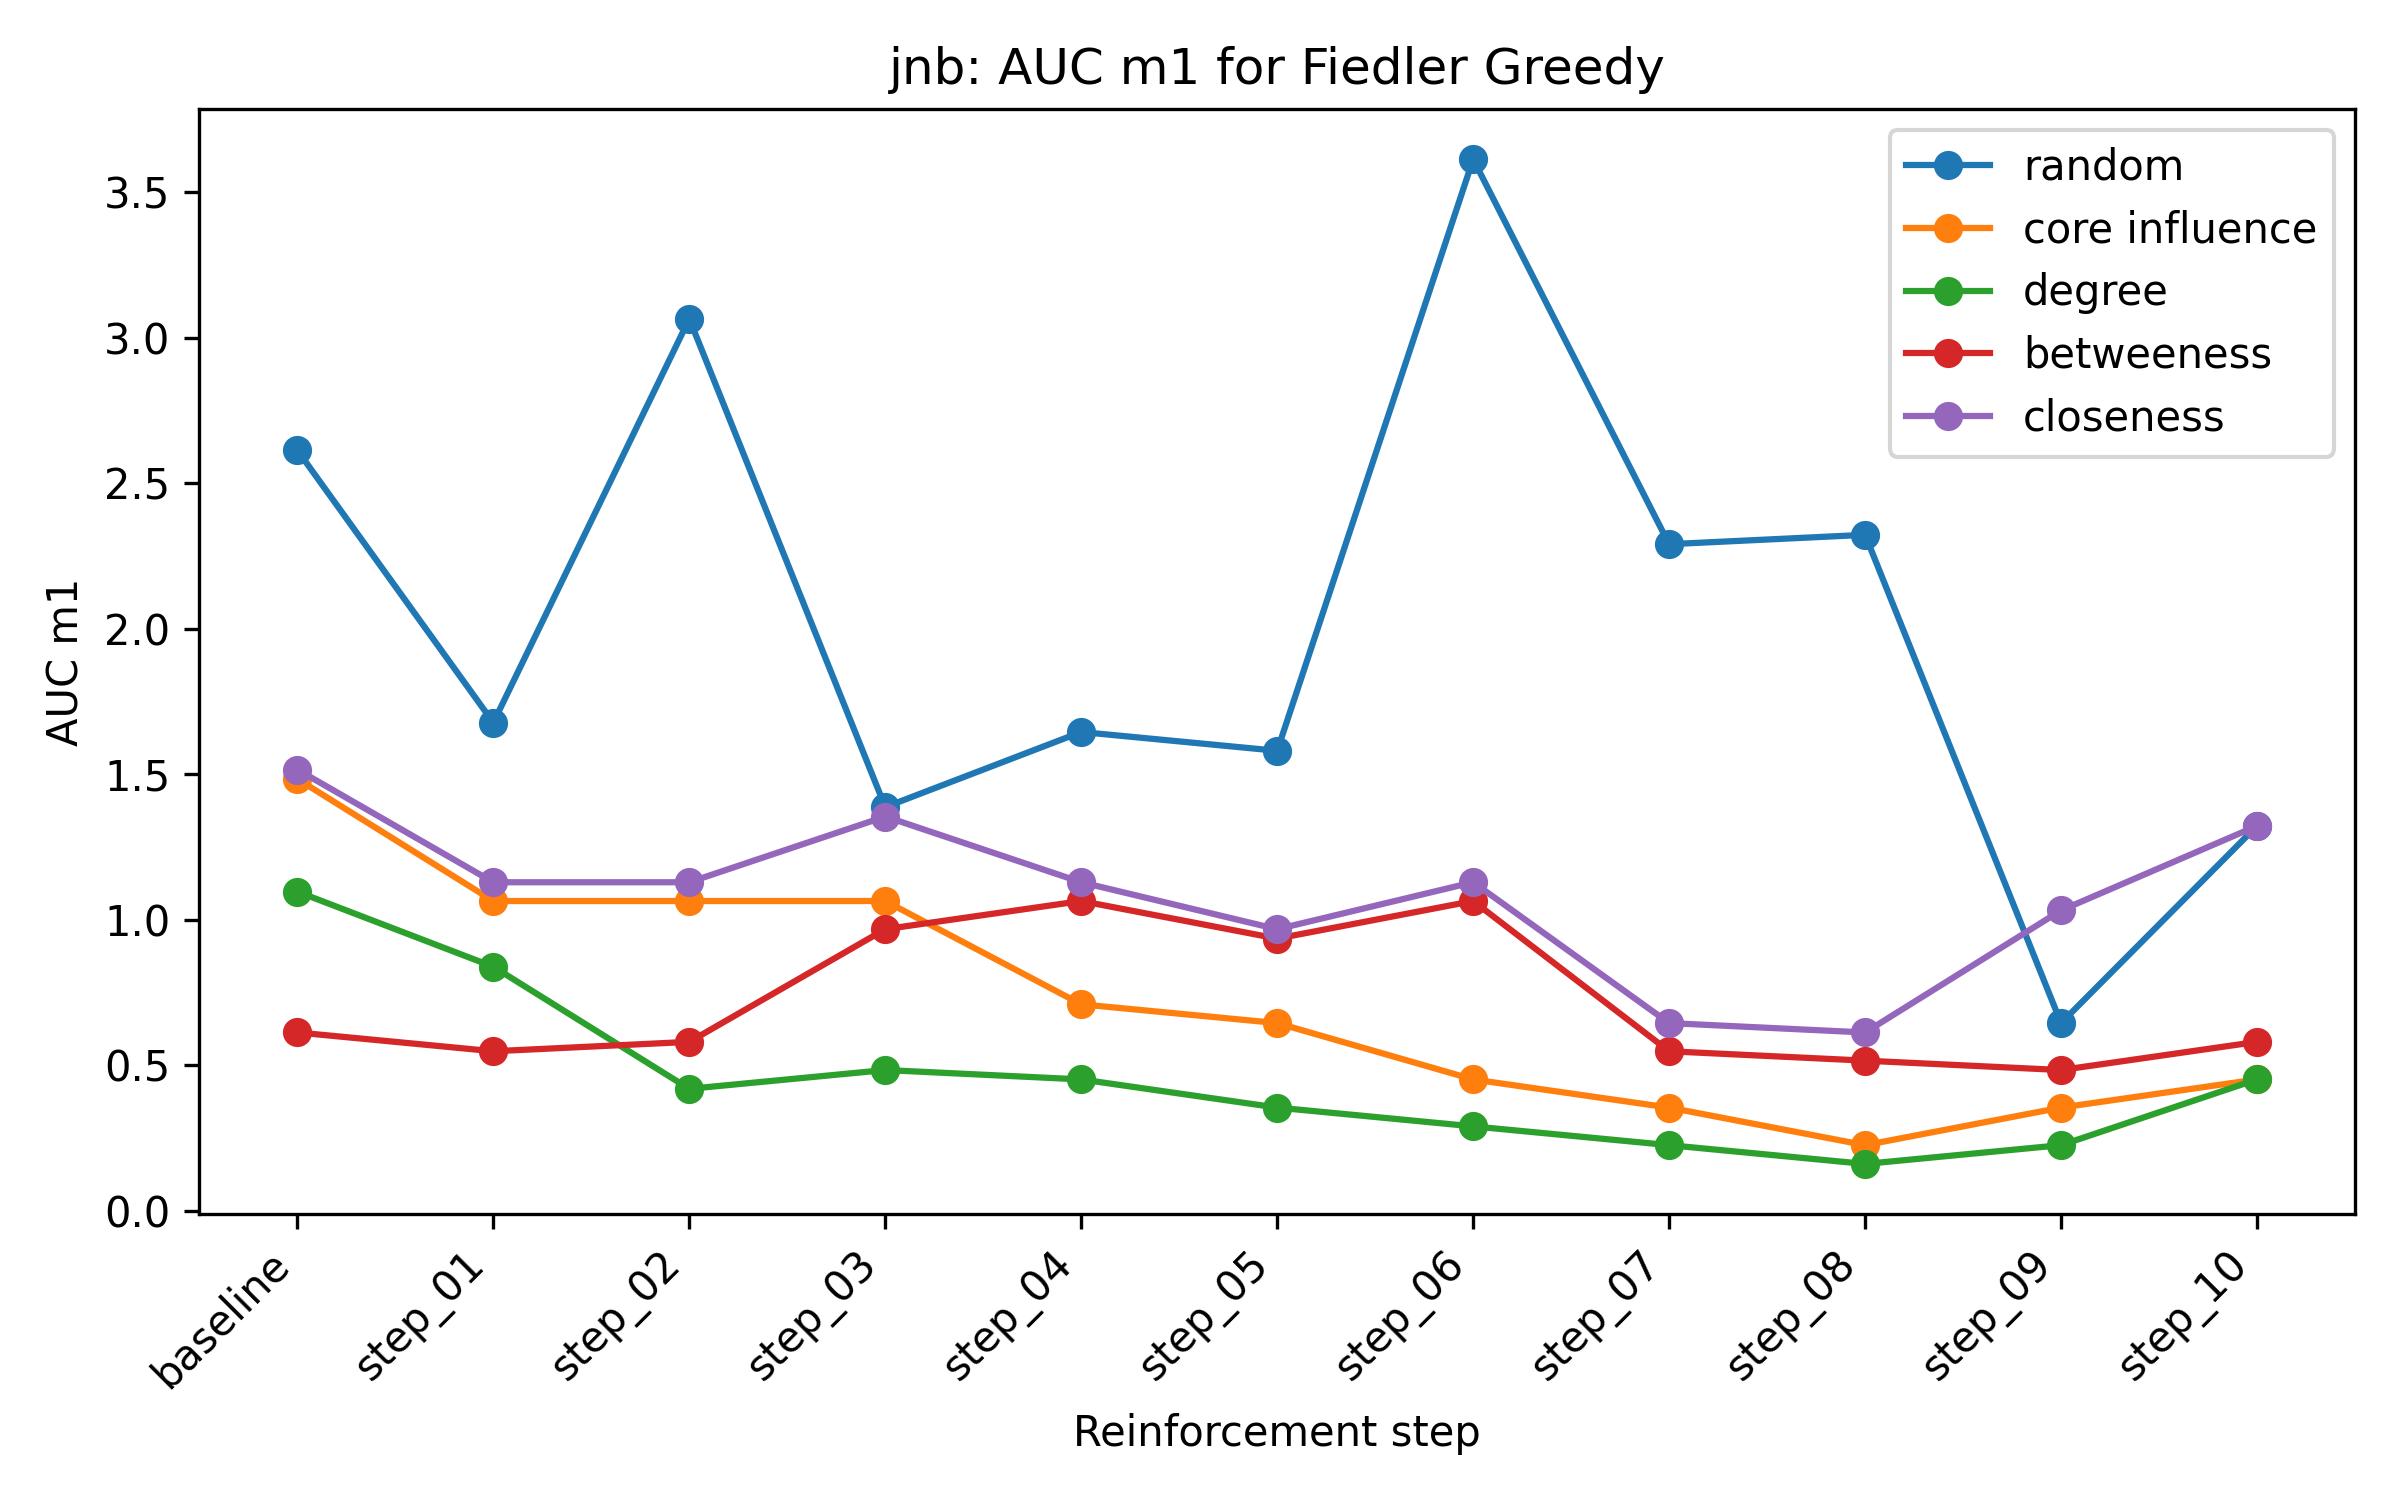 jnb: AUC m1 for Fiedler Greedy
random
core influence
degree
betweeness
closeness
AUC m1
3.5
3.0
2.5
2.0
1.5
1.0
0.5
0.0
baseline
step_01
step_02
step_03
step_04
step_05
step_06
step_07
step_08
step_09
step_10
Reinforcement step